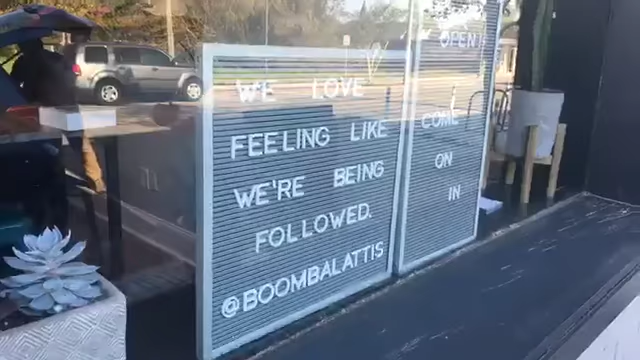 WE LOVE
FEELING LIKE
WE'RE BEING
FOLLOWED.
@BOOMBALATTIS
OPEN!
COME
ON
IN